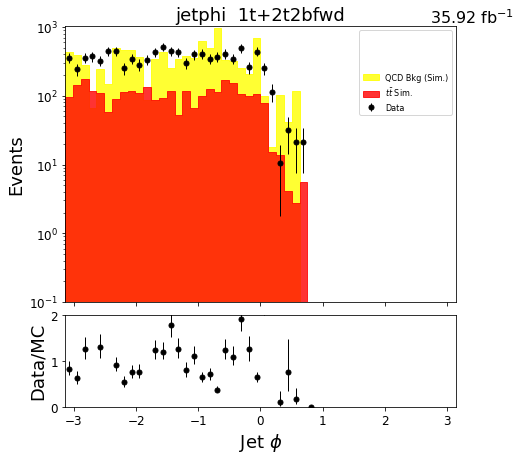 jetphi 1t+2t2bfwd
35.92 fb⁻¹
QCD Bkg (Sim.)
tt̄ Sim.
Data
Events
10³
10²
10¹
10⁰
10⁻¹
Data/MC
2
1
0
−3 −2 −1 0 1 2 3
Jet ϕ